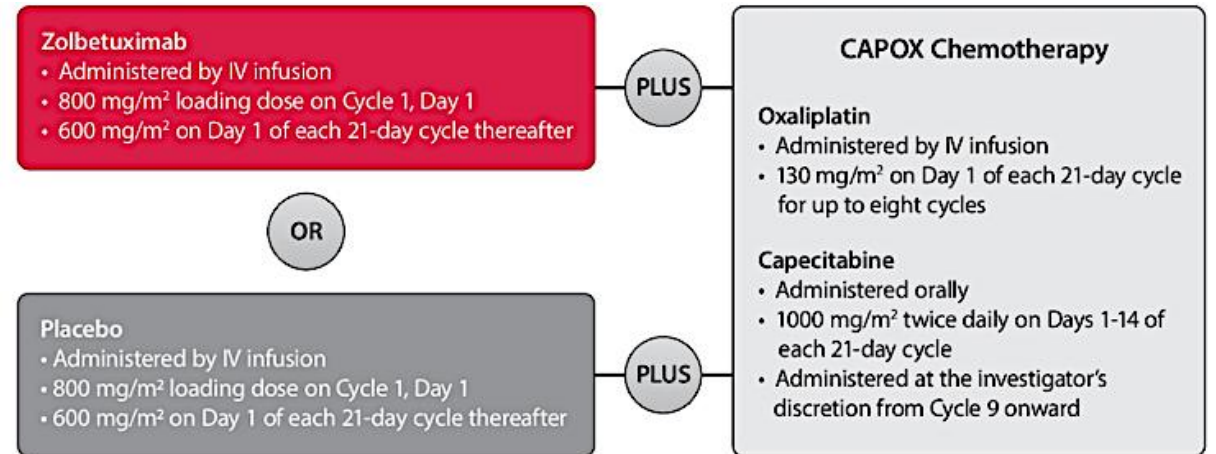 Zolbetuximab
• Administered by IV infusion
• 800 mg/m² loading dose on Cycle 1, Day 1
• 600 mg/m² on Day 1 of each 21-day cycle thereafter
PLUS
OR
Placebo
• Administered by IV infusion
• 800 mg/m² loading dose on Cycle 1, Day 1
• 600 mg/m² on Day 1 of each 21-day cycle thereafter
PLUS
CAPOX Chemotherapy
Oxaliplatin
• Administered by IV infusion
• 130 mg/m² on Day 1 of each 21-day cycle
for up to eight cycles
Capecitabine
• Administered orally
• 1000 mg/m² twice daily on Days 1-14 of
each 21-day cycle
• Administered at the investigator's
discretion from Cycle 9 onward